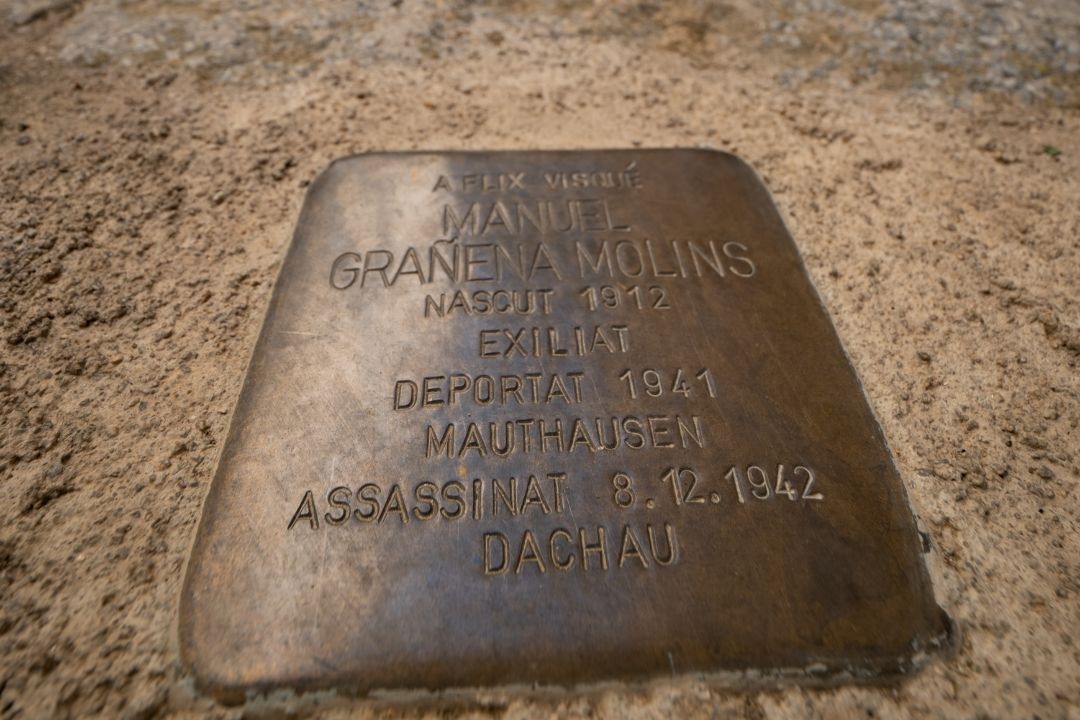 A FLIX VISQUÉ
MANUEL
GRAÑENA MOLINS
NASCUT 1912
EXILIAT
DEPORTAT 1941
MAUTHAUSEN
ASSASSINAT 8.12.1942
DACHAU